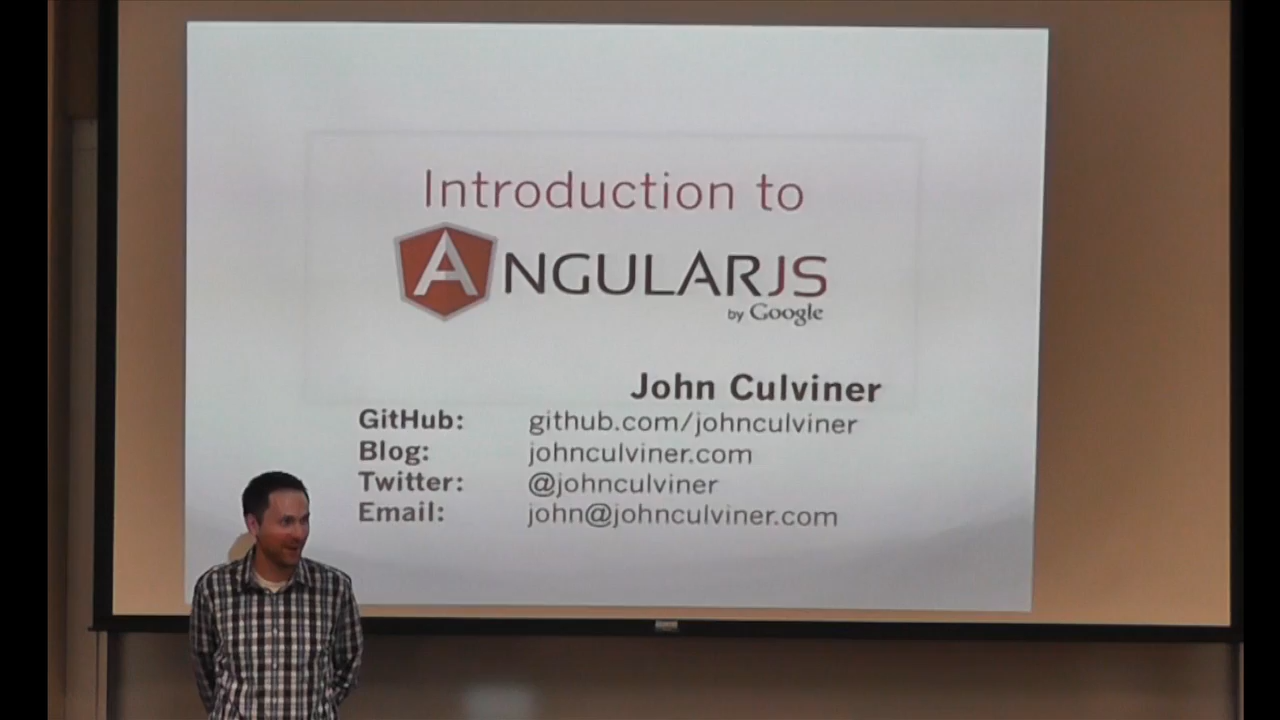 Introduction to
ANGULARJS
by Google
John Culviner
GitHub: github.com/johnculviner
Blog: johnculviner.com
Twitter: @johnculviner
Email: john@johnculviner.com